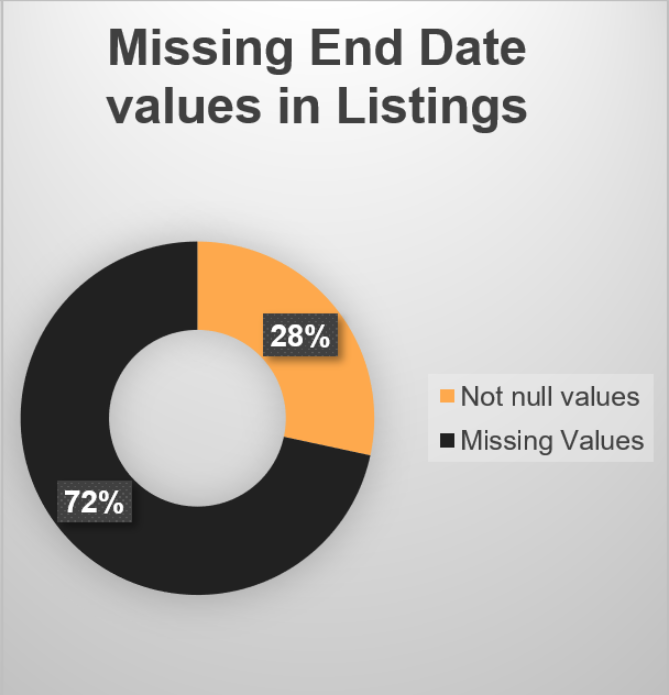 Missing End Date
values in Listings
28%
Not null values
Missing Values
72%